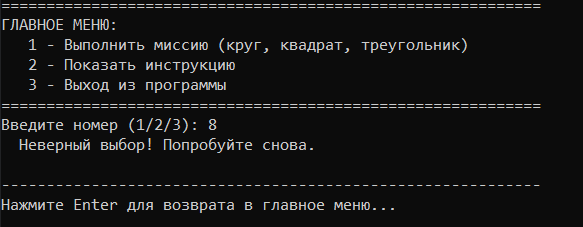 ============================================================
ГЛАВНОЕ МЕНЮ:
   1 - Выполнить миссию (круг, квадрат, треугольник)
   2 - Показать инструкцию
   3 - Выход из программы
============================================================
Введите номер (1/2/3): 8
  Неверный выбор! Попробуйте снова.
------------------------------------------------------------
Нажмите Enter для возврата в главное меню...